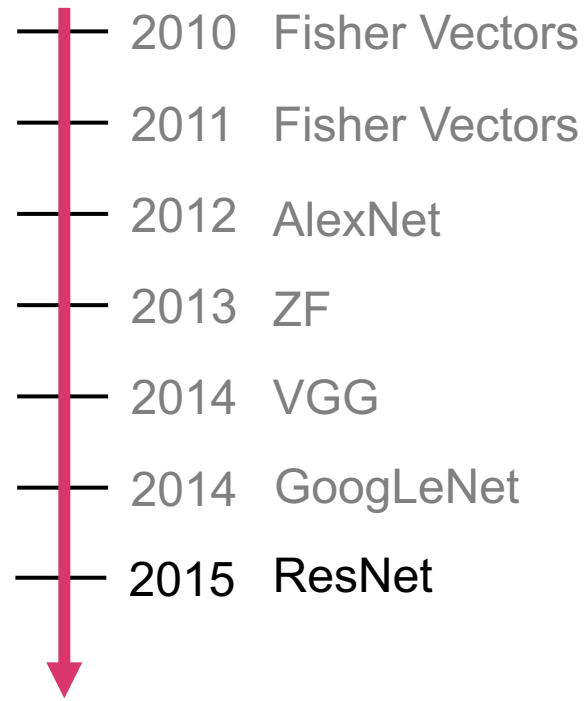 2010 Fisher Vectors
2011 Fisher Vectors
2012 AlexNet
2013 ZF
2014 VGG
2014 GoogLeNet
2015 ResNet